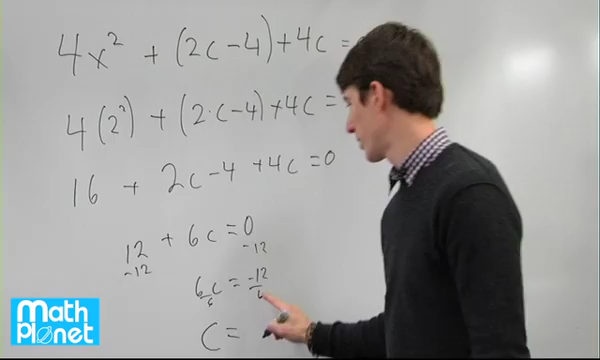 4x² + (2c-4)+4c =
4(2²) + (2·c-4)+4c =
16 + 2c-4 +4c=0
12 + 6c = 0
-12 -12
6c/6 = -12/6
c =
Math
Planet